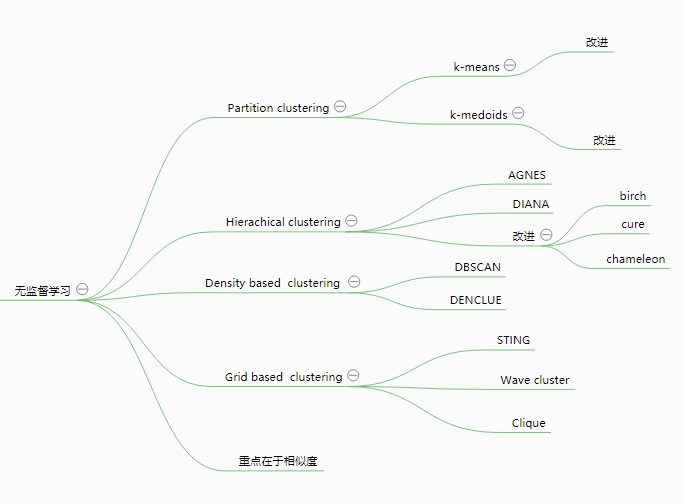 无监督学习
Partition clustering
k-means
改进
k-medoids
改进
Hierachical clustering
AGNES
DIANA
改进
birch
cure
chameleon
Density based  clustering
DBSCAN
DENCLUE
Grid based  clustering
STING
Wave cluster
Clique
重点在于相似度